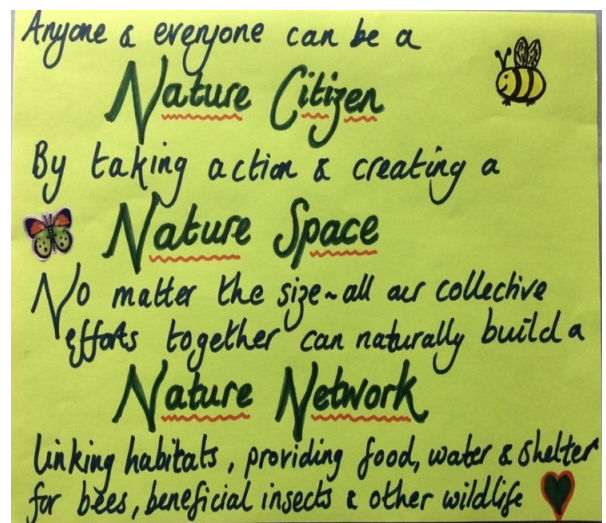 Anyone & everyone can be a
Nature Citizen
By taking action & creating a
Nature Space
No matter the size ~ all our collective
efforts together can naturally build a
Nature Network
linking habitats, providing food, water & shelter
for bees, beneficial insects & other wildlife